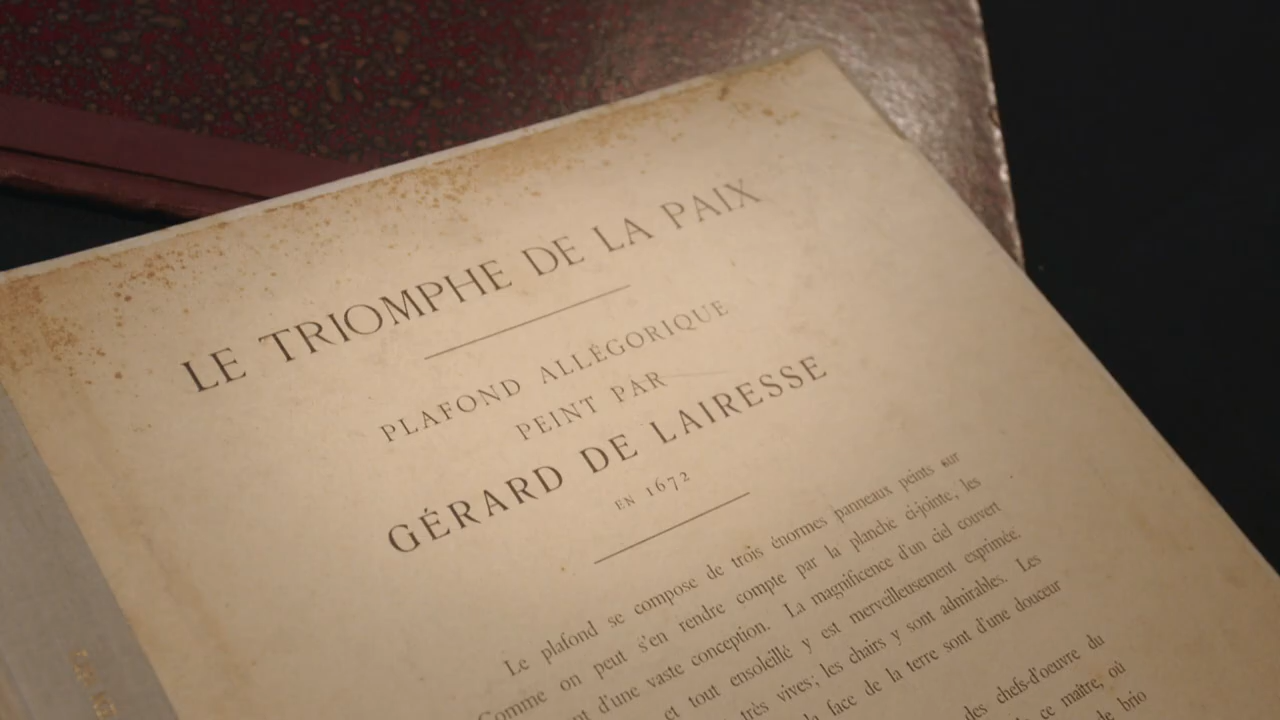 LE TRIOMPHE DE LA PAIX
PLAFOND ALLÉGORIQUE
PEINT PAR
GÉRARD DE LAIRESSE
EN 1672
Le plafond se compose de trois énormes panneaux peints sur
Comme on peut s'en rendre compte par la planche ci-jointe, les
d'une vaste conception. La magnificence d'un ciel couvert
et tout ensoleillé y est merveilleusement exprimée.
très vives; les chairs y sont admirables. Les
face de la terre sont d'une douceur
des chefs-d'oeuvre du
ce maître, où
brio